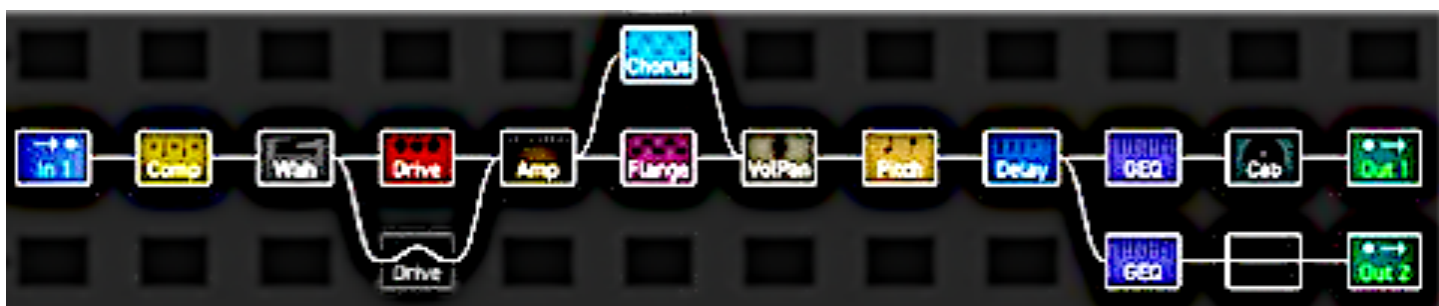 Chorus
In 1 Comp Wah Drive Amp Flange VolPan Pitch Delay GEQ Cab Out 1
Drive GEQ Out 2